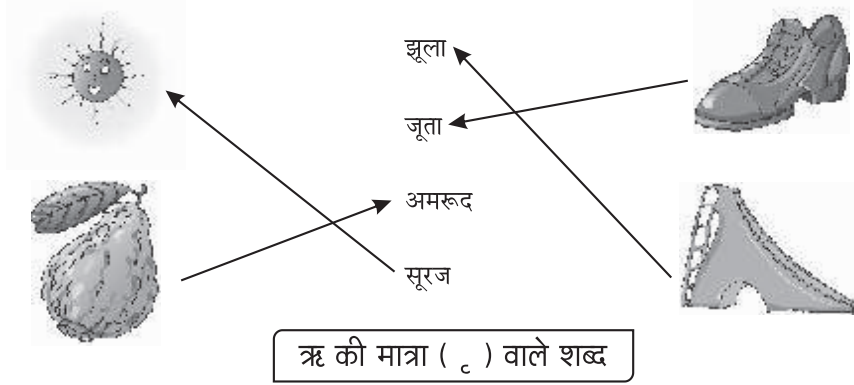 झूला
जूता
अमरूद
सूरज
ऋ की मात्रा ( ृ ) वाले शब्द